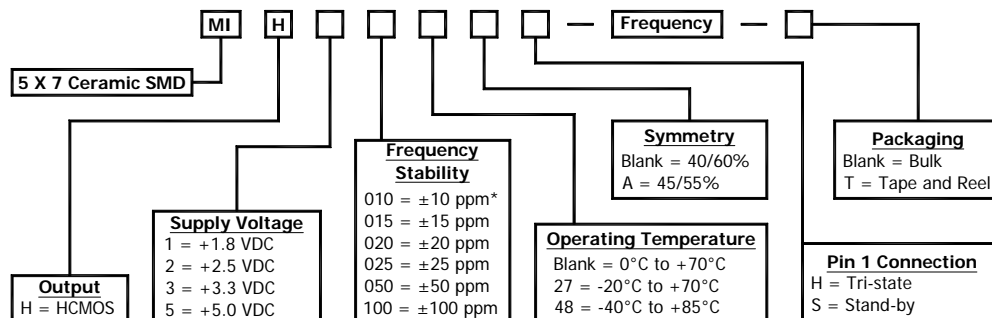 MI H — Frequency —
5 X 7 Ceramic SMD
Output
H = HCMOS
Supply Voltage
1 = +1.8 VDC
2 = +2.5 VDC
3 = +3.3 VDC
5 = +5.0 VDC
Frequency
Stability
010 = ±10 ppm*
015 = ±15 ppm
020 = ±20 ppm
025 = ±25 ppm
050 = ±50 ppm
100 = ±100 ppm
Operating Temperature
Blank = 0°C to +70°C
27 = -20°C to +70°C
48 = -40°C to +85°C
Symmetry
Blank = 40/60%
A = 45/55%
Packaging
Blank = Bulk
T = Tape and Reel
Pin 1 Connection
H = Tri-state
S = Stand-by